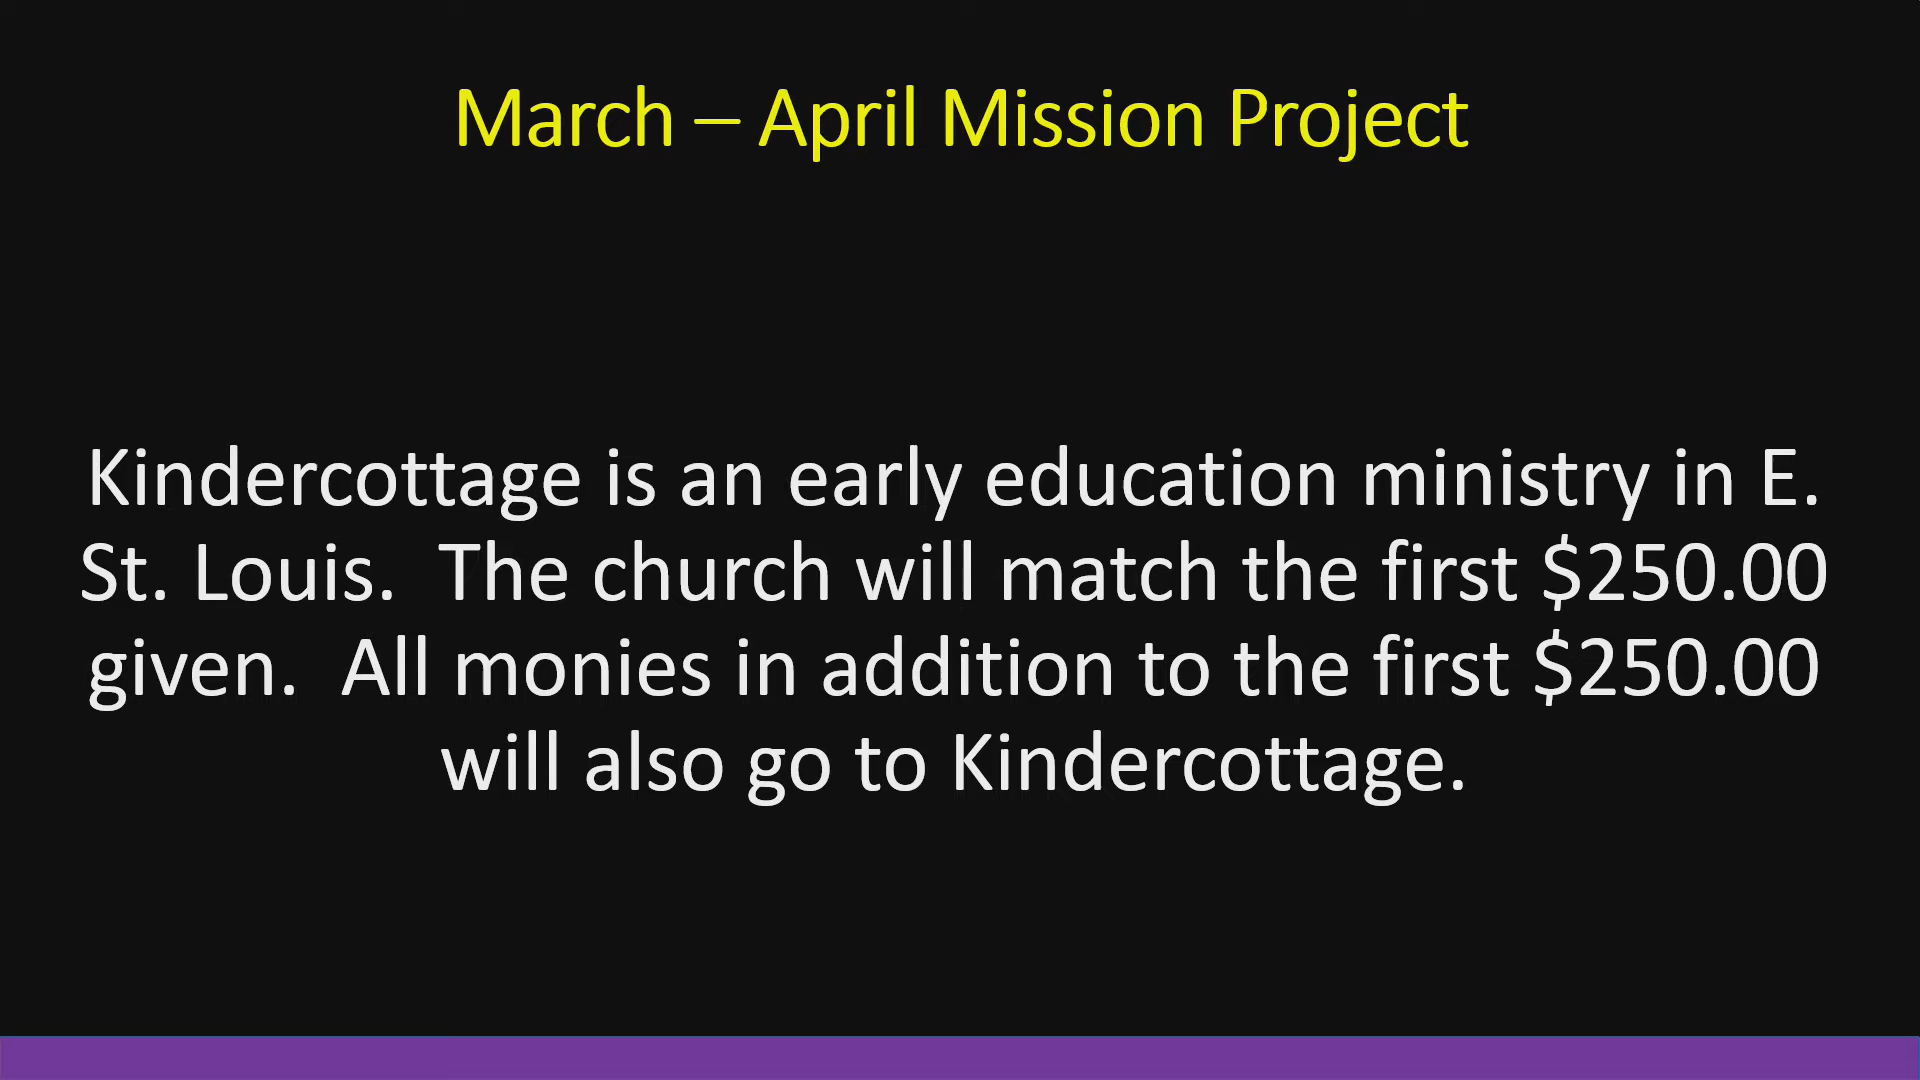 March – April Mission Project
Kindercottage is an early education ministry in E.
St. Louis.  The church will match the first $250.00
given.  All monies in addition to the first $250.00
will also go to Kindercottage.